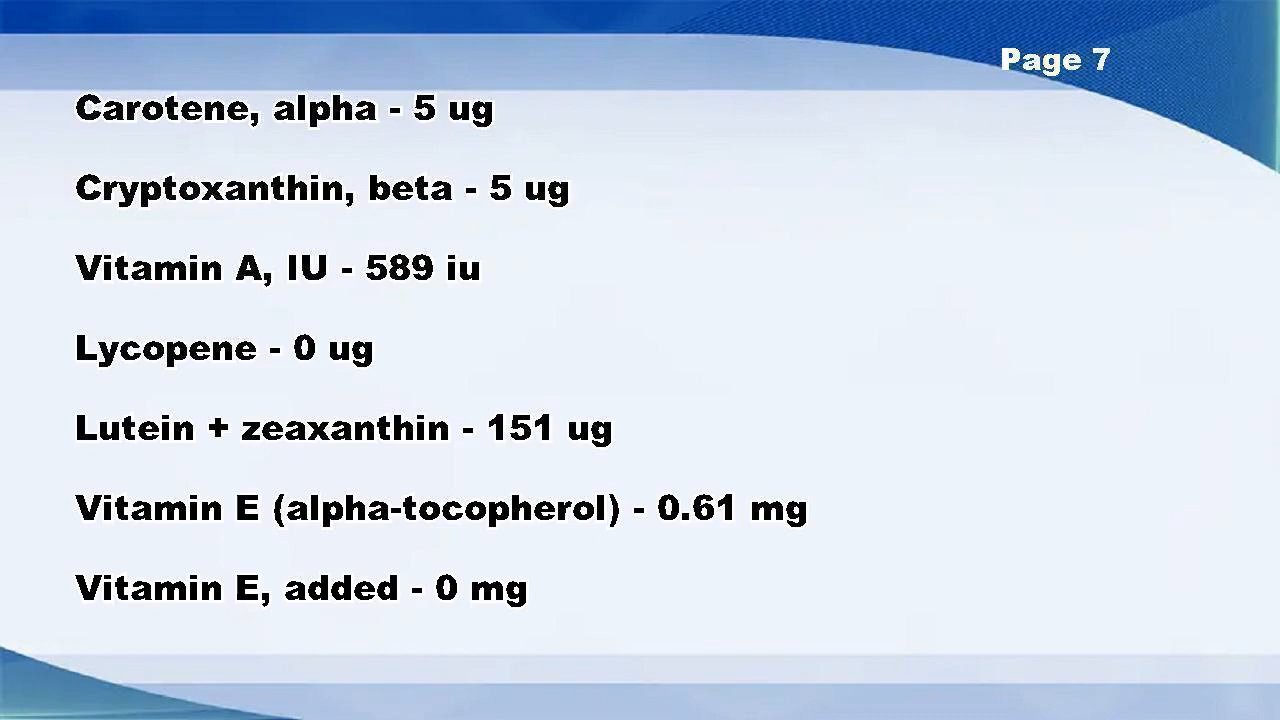 Page 7
Carotene, alpha - 5 ug
Cryptoxanthin, beta - 5 ug
Vitamin A, IU - 589 iu
Lycopene - 0 ug
Lutein + zeaxanthin - 151 ug
Vitamin E (alpha-tocopherol) - 0.61 mg
Vitamin E, added - 0 mg